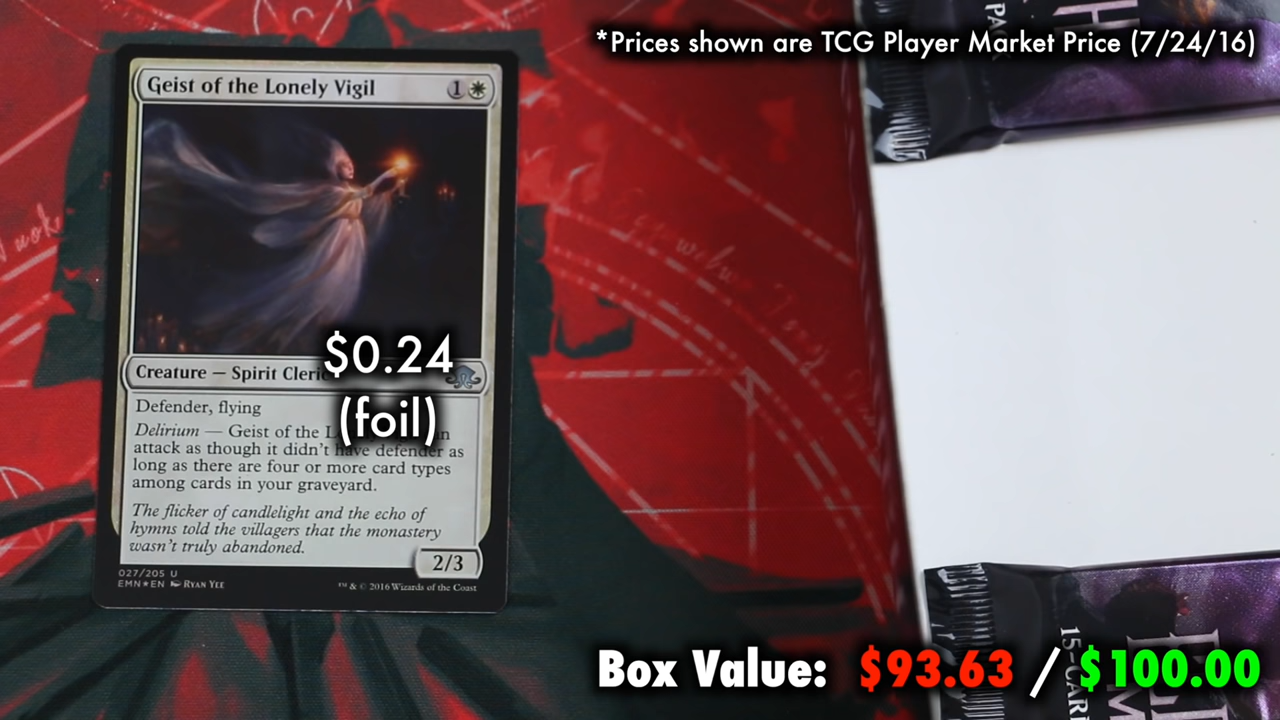 *Prices shown are TCG Player Market Price (7/24/16)
Geist of the Lonely Vigil 1
$0.24
(foil)
Creature — Spirit Cleric
Defender, flying
Delirium — Geist of the
attack as though it didn't have defender as
long as there are four or more card types
among cards in your graveyard.
The flicker of candlelight and the echo of
hymns told the villagers that the monastery
wasn't truly abandoned.
2/3
027/205 U
EMN★EN Ryan Yee
™ & © 2016 Wizards of the Coast
15-CAR
Box Value: $93.63 / $100.00